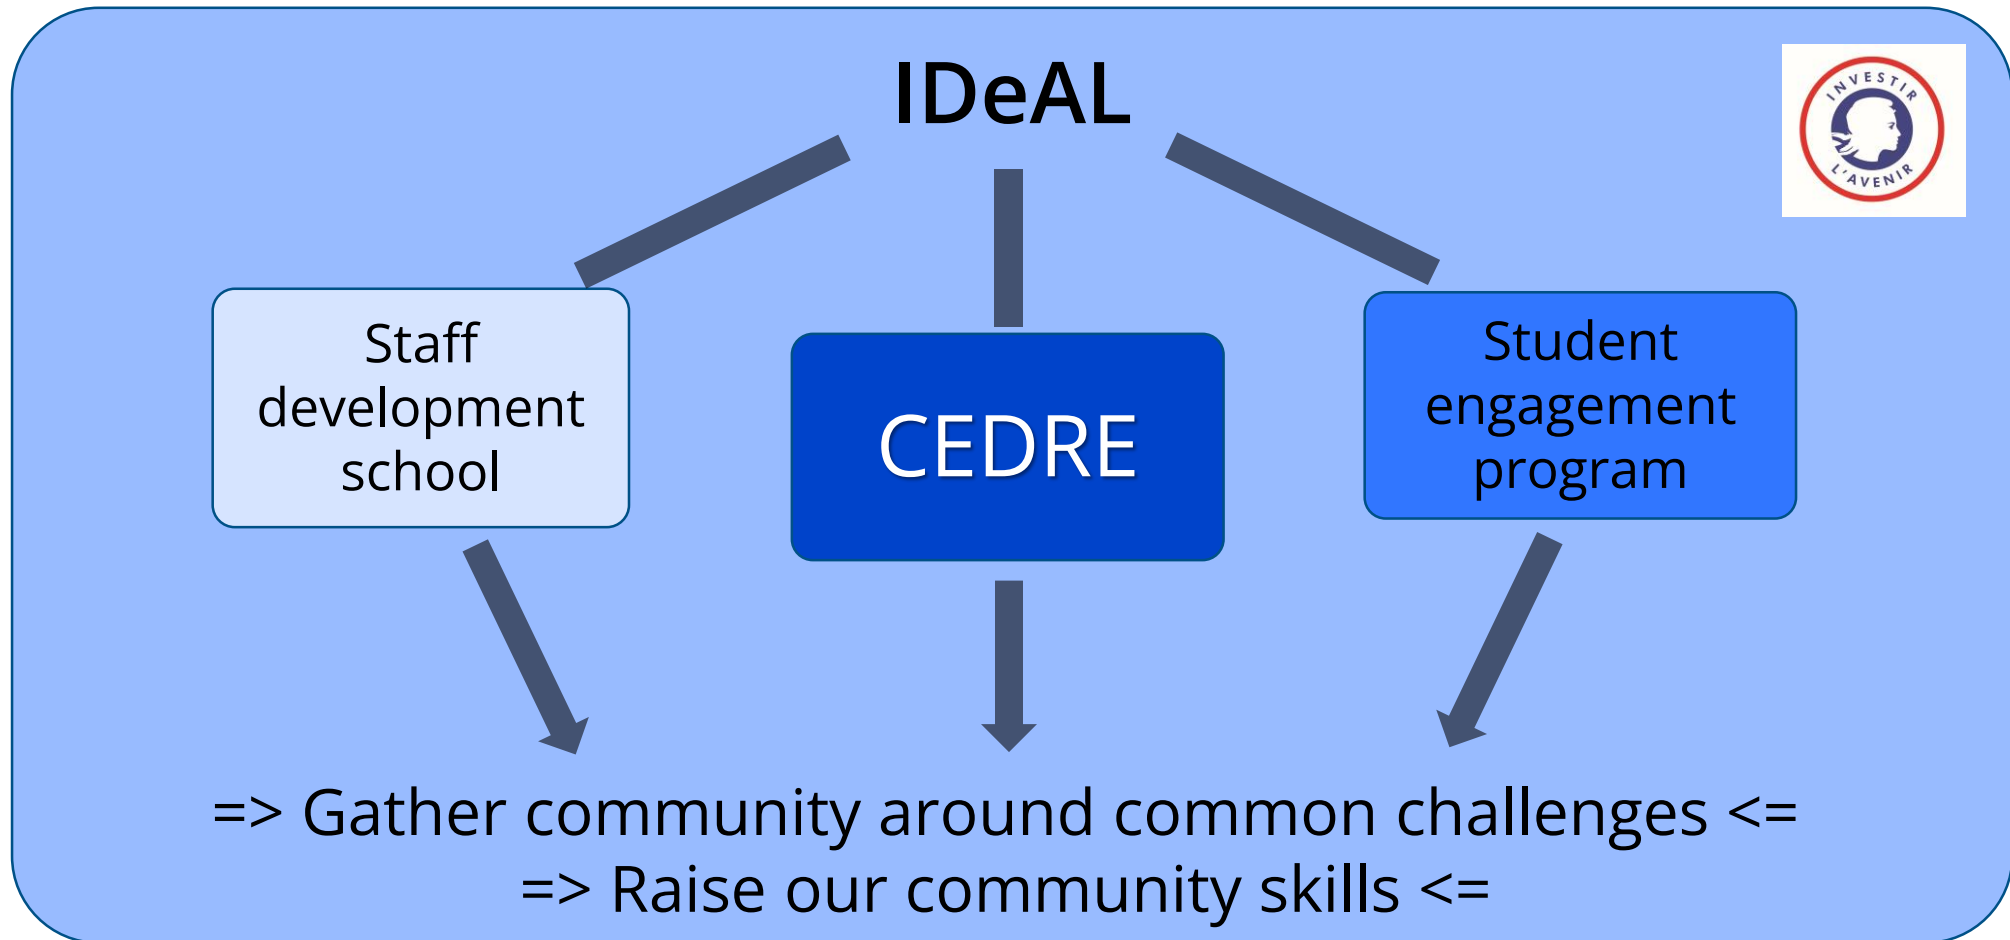 IDeAL
INVESTIR
L'AVENIR
Staff
development
school
CEDRE
Student
engagement
program
=> Gather community around common challenges <=
=> Raise our community skills <=